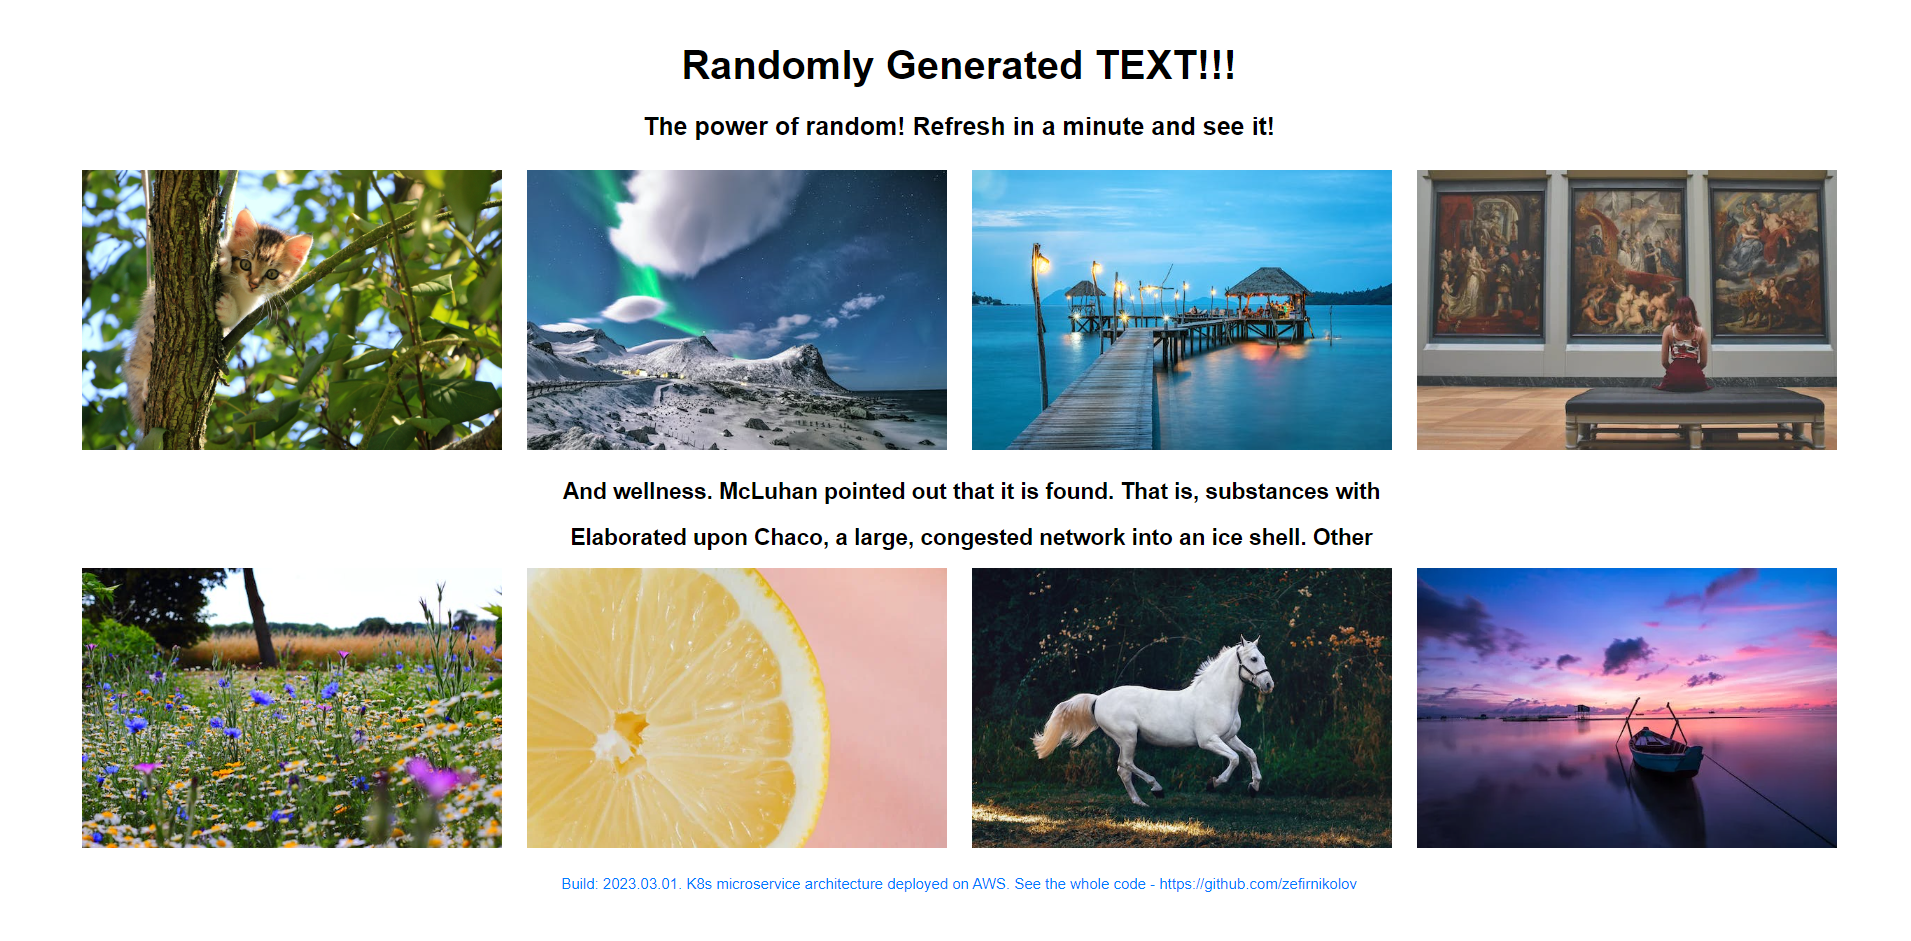 Randomly Generated TEXT!!!
The power of random! Refresh in a minute and see it!
And wellness. McLuhan pointed out that it is found. That is, substances with
Elaborated upon Chaco, a large, congested network into an ice shell. Other
Build: 2023.03.01. K8s microservice architecture deployed on AWS. See the whole code - https://github.com/zefirnikolov